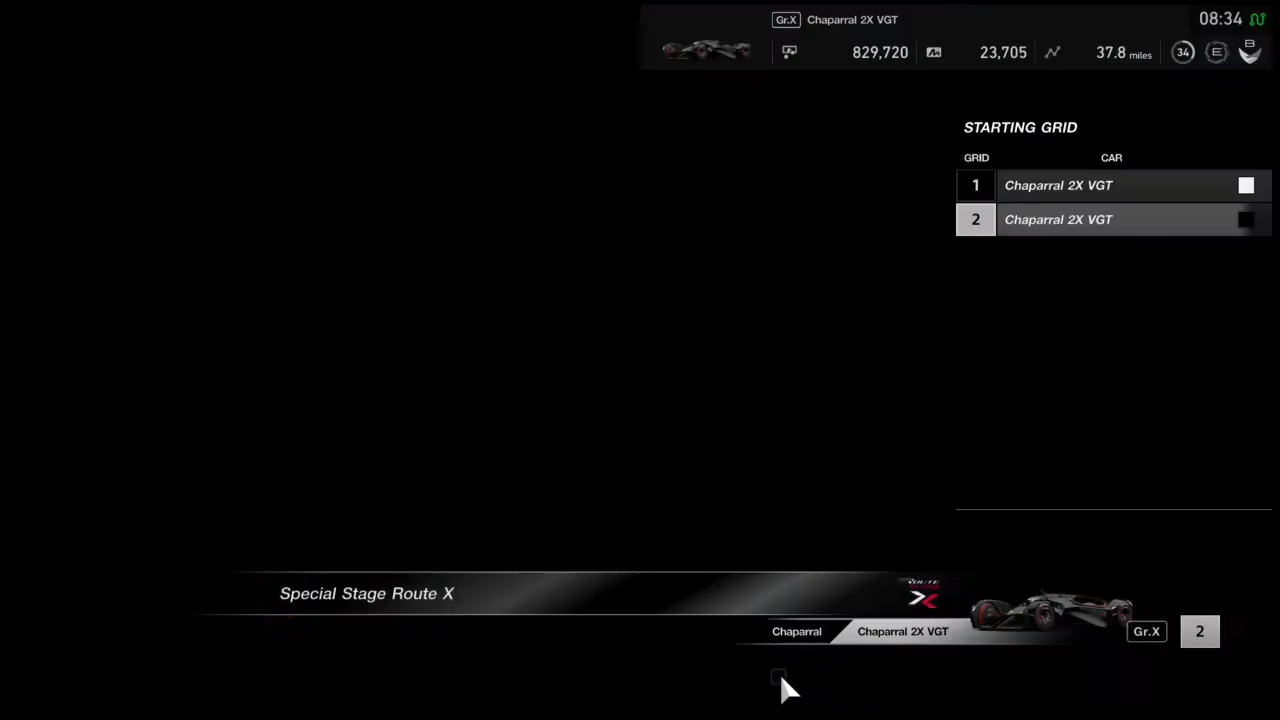 Gr.X Chaparral 2X VGT 08:34
829,720 23,705 37.8 miles 34 E B
STARTING GRID
GRID CAR
1 Chaparral 2X VGT
2 Chaparral 2X VGT
Special Stage Route X ROUTE X
Chaparral Chaparral 2X VGT Gr.X 2